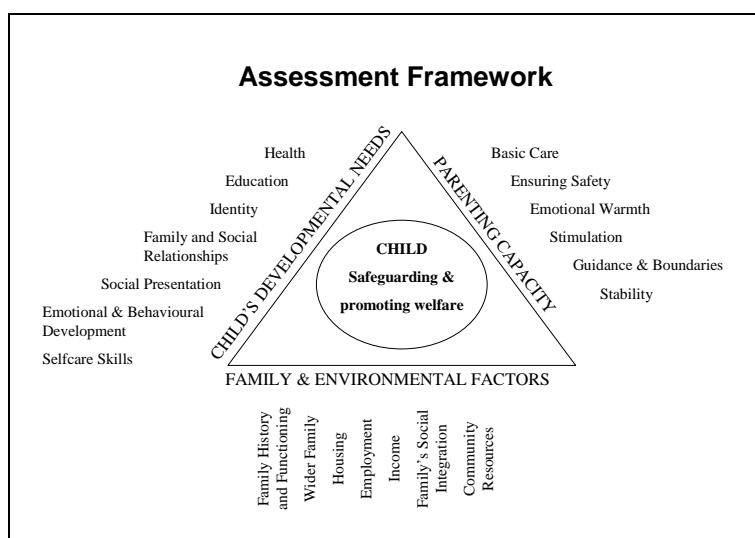 Assessment Framework
Health
Education
Identity
Family and Social
Relationships
Social Presentation
Emotional & Behavioural
Development
Selfcare Skills
CHILD'S DEVELOPMENTAL NEEDS
CHILD
Safeguarding &
promoting welfare
PARENTING CAPACITY
Basic Care
Ensuring Safety
Emotional Warmth
Stimulation
Guidance & Boundaries
Stability
FAMILY & ENVIRONMENTAL FACTORS
Family History
and Functioning
Wider Family
Housing
Employment
Income
Family's Social
Integration
Community
Resources